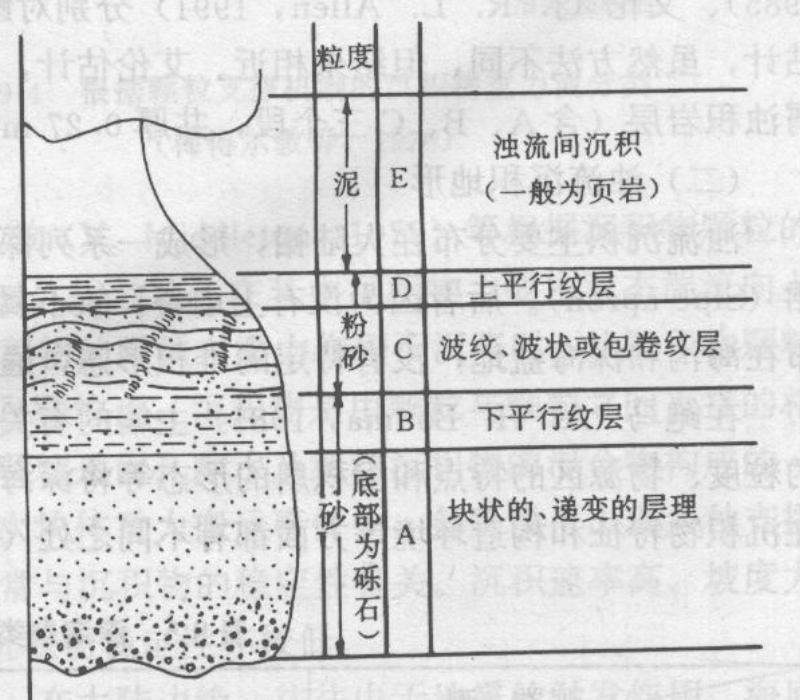 粒度
泥
E
浊流间沉积
(一般为页岩)
粉砂
D
上平行纹层
C
波纹 波状或包卷纹层
B
下平行纹层
砂
(底部为砾石)
A
块状的、递变的层理